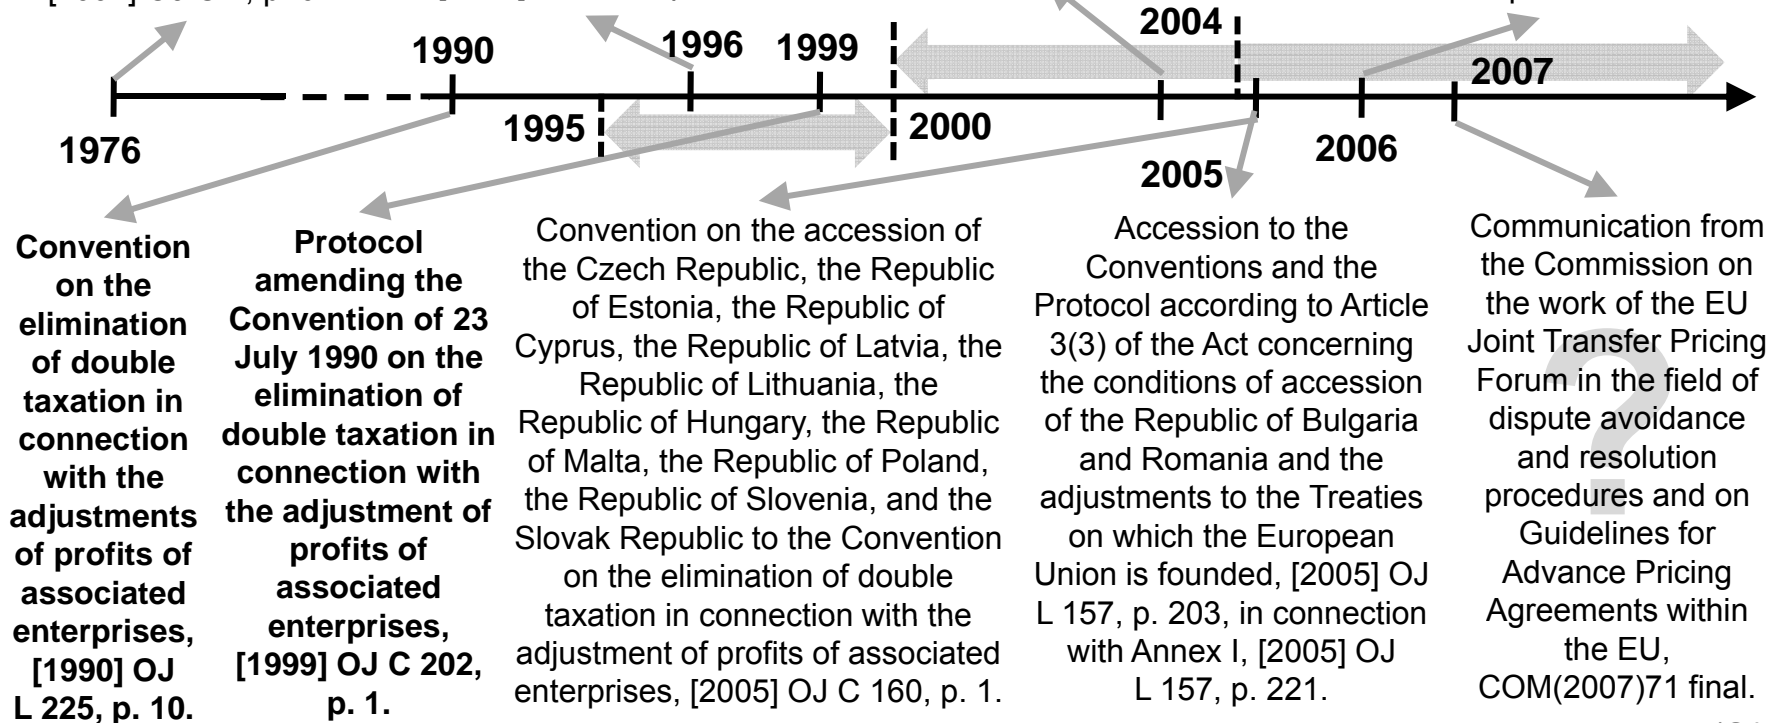 2004
1990
1996
1999
2007
1995
2000
1976
2006
2005
Convention
on the
elimination
of double
taxation in
connection
with the
adjustments
of profits of
associated
enterprises,
[1990] OJ
L 225, p. 10.
Protocol
amending the
Convention of 23
July 1990 on the
elimination of
double taxation in
connection with
the adjustment of
profits of
associated
enterprises,
[1999] OJ C 202,
p. 1.
Convention on the accession of
the Czech Republic, the Republic
of Estonia, the Republic of
Cyprus, the Republic of Latvia, the
Republic of Lithuania, the
Republic of Hungary, the Republic
of Malta, the Republic of Poland,
the Republic of Slovenia, and the
Slovak Republic to the Convention
on the elimination of double
taxation in connection with the
adjustment of profits of associated
enterprises, [2005] OJ C 160, p. 1.
Accession to the
Conventions and the
Protocol according to Article
3(3) of the Act concerning
the conditions of accession
of the Republic of Bulgaria
and Romania and the
adjustments to the Treaties
on which the European
Union is founded, [2005] OJ
L 157, p. 203, in connection
with Annex I, [2005] OJ
L 157, p. 221.
?
Communication from
the Commission on
the work of the EU
Joint Transfer Pricing
Forum in the field of
dispute avoidance
and resolution
procedures and on
Guidelines for
Advance Pricing
Agreements within
the EU,
COM(2007)71 final.